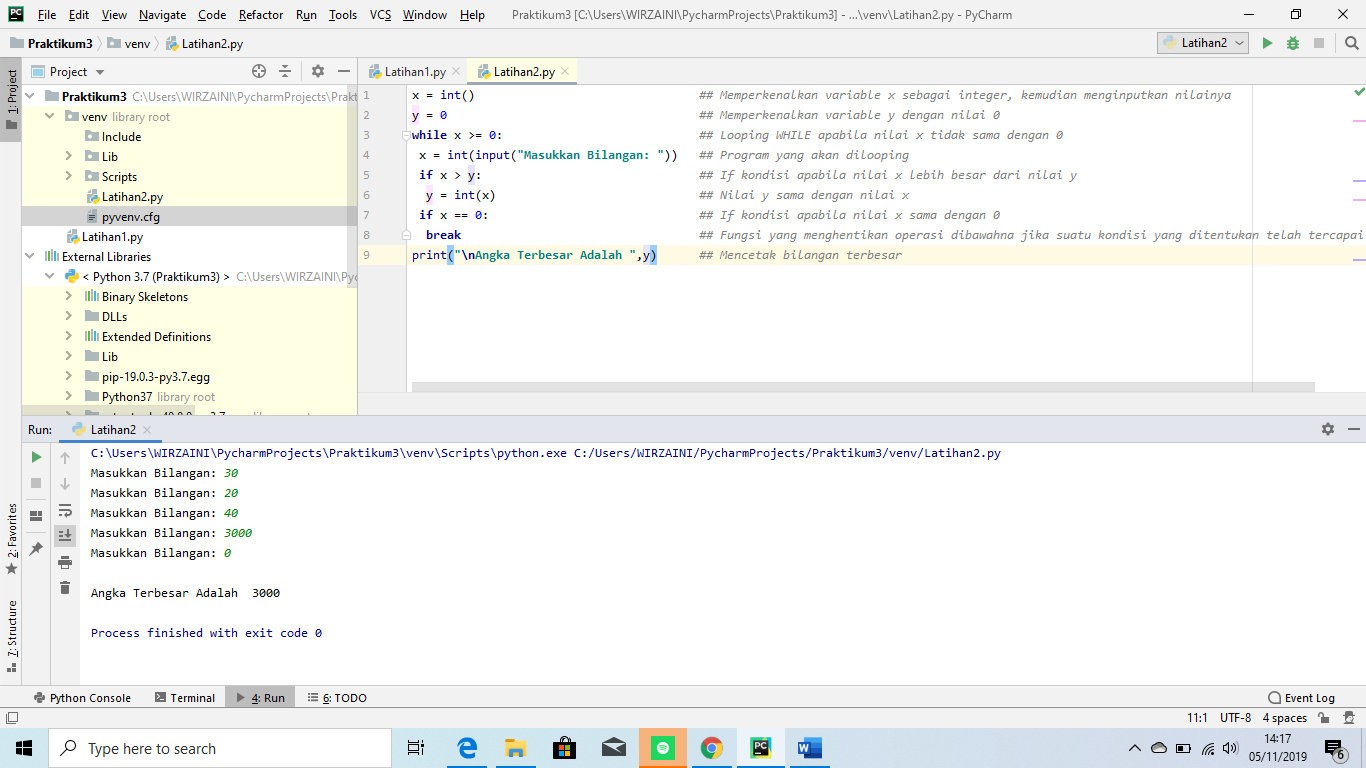 File Edit View Navigate Code Refactor Run Tools VCS Window Help Praktikum3 [C:\Users\WIRZAINI\PycharmProjects\Praktikum3] - ...\venv\Latihan2.py - PyCharm
Praktikum3 venv Latihan2.py Latihan2
1: Project
Project
Latihan1.py Latihan2.py
Praktikum3 C:\Users\WIRZAINI\PycharmProjects\Prakt
venv library root
Include
Lib
Scripts
Latihan2.py
pyvenv.cfg
Latihan1.py
External Libraries
< Python 3.7 (Praktikum3) > C:\Users\WIRZAINI\Pyc
Binary Skeletons
DLLs
Extended Definitions
Lib
pip-19.0.3-py3.7.egg
Python37 library root
1 x = int() ## Memperkenalkan variable x sebagai integer, kemudian menginputkan nilainya
2 y = 0 ## Memperkenalkan variable y dengan nilai 0
3 while x >= 0: ## Looping WHILE apabila nilai x tidak sama dengan 0
4 x = int(input("Masukkan Bilangan: ")) ## Program yang akan dilooping
5 if x > y: ## If kondisi apabila nilai x lebih besar dari nilai y
6 y = int(x) ## Nilai y sama dengan nilai x
7 if x == 0: ## If kondisi apabila nilai x sama dengan 0
8 break ## Fungsi yang menghentikan operasi dibawahna jika suatu kondisi yang ditentukan telah tercapai
9 print("\nAngka Terbesar Adalah ",y) ## Mencetak bilangan terbesar
Run: Latihan2
C:\Users\WIRZAINI\PycharmProjects\Praktikum3\venv\Scripts\python.exe C:/Users/WIRZAINI/PycharmProjects/Praktikum3/venv/Latihan2.py
Masukkan Bilangan: 30
Masukkan Bilangan: 20
Masukkan Bilangan: 40
Masukkan Bilangan: 3000
Masukkan Bilangan: 0
Angka Terbesar Adalah  3000
Process finished with exit code 0
2: Favorites
7: Structure
Python Console Terminal 4: Run 6: TODO Event Log
11:1 UTF-8 4 spaces
Type here to search
14:17
05/11/2019
6